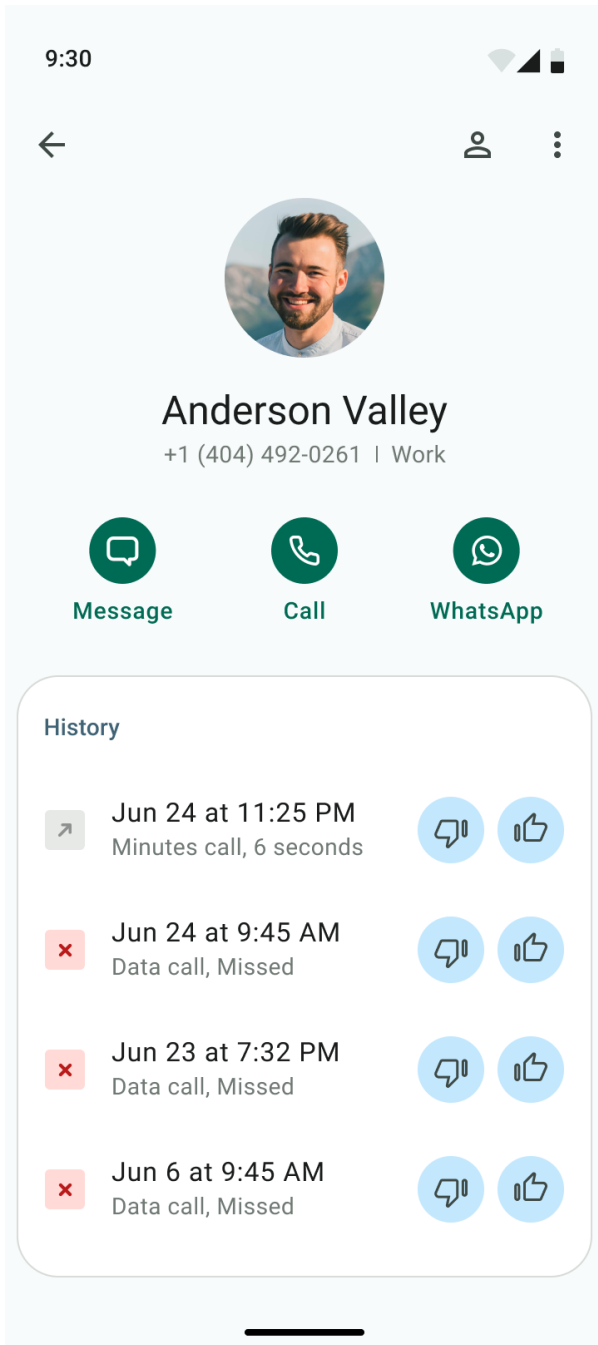 9:30
Anderson Valley
+1 (404) 492-0261 | Work
Message Call WhatsApp
History
Jun 24 at 11:25 PM
Minutes call, 6 seconds
Jun 24 at 9:45 AM
Data call, Missed
Jun 23 at 7:32 PM
Data call, Missed
Jun 6 at 9:45 AM
Data call, Missed